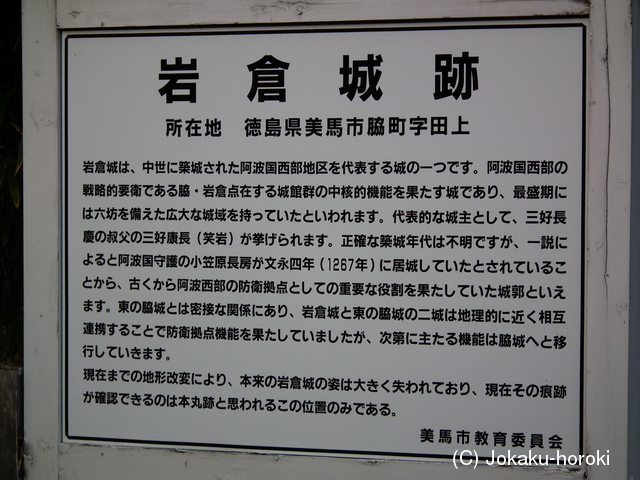 岩倉城跡
所在地　徳島県美馬市脇町字田上
岩倉城は、中世に築城された阿波国西部地区を代表する城の一つです。阿波国西部の
戦略的要衛である脇・岩倉点在する城館群の中核的機能を果たす城であり、最盛期に
は六坊を備えた広大な城域を持っていたといわれます。代表的な城主として、三好長
慶の叔父の三好康長（笑岩）が挙げられます。正確な築城年代は不明ですが、一説に
よると阿波国守護の小笠原長房が文永四年（1267年）に居城していたとされているこ
とから、古くから阿波西部の防衛拠点としての重要な役割を果たしていた城郭といえ
ます。東の脇城とは密接な関係にあり、岩倉城と東の脇城の二城は地理的に近く相互
連携することで防衛拠点機能を果たしていましたが、次第に主たる機能は脇城へと移
行していきます。
現在までの地形改変により、本来の岩倉城の姿は大きく失われており、現在その痕跡
が確認できるのは本丸跡と思われるこの位置のみである。
美馬市教育委員会
(C) Jokaku-horoki